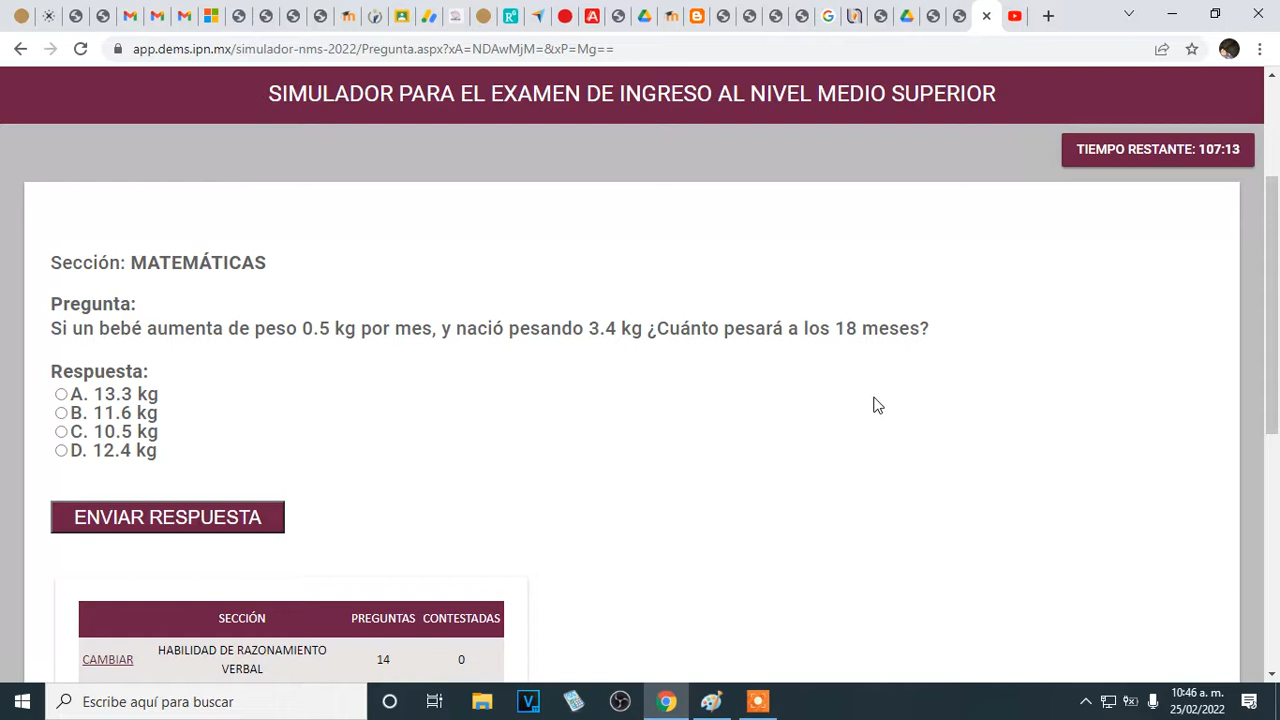 app.dems.ipn.mx/simulador-nms-2022/Pregunta.aspx?xA=NDAwMjM=&xP=Mg==
SIMULADOR PARA EL EXAMEN DE INGRESO AL NIVEL MEDIO SUPERIOR
TIEMPO RESTANTE: 107:13
Sección: MATEMÁTICAS
Pregunta:
Si un bebé aumenta de peso 0.5 kg por mes, y nació pesando 3.4 kg ¿Cuánto pesará a los 18 meses?
Respuesta:
A. 13.3 kg
B. 11.6 kg
C. 10.5 kg
D. 12.4 kg
ENVIAR RESPUESTA
SECCIÓN PREGUNTAS CONTESTADAS
CAMBIAR HABILIDAD DE RAZONAMIENTO VERBAL 14 0
Escribe aquí para buscar
10:46 a. m.
25/02/2022